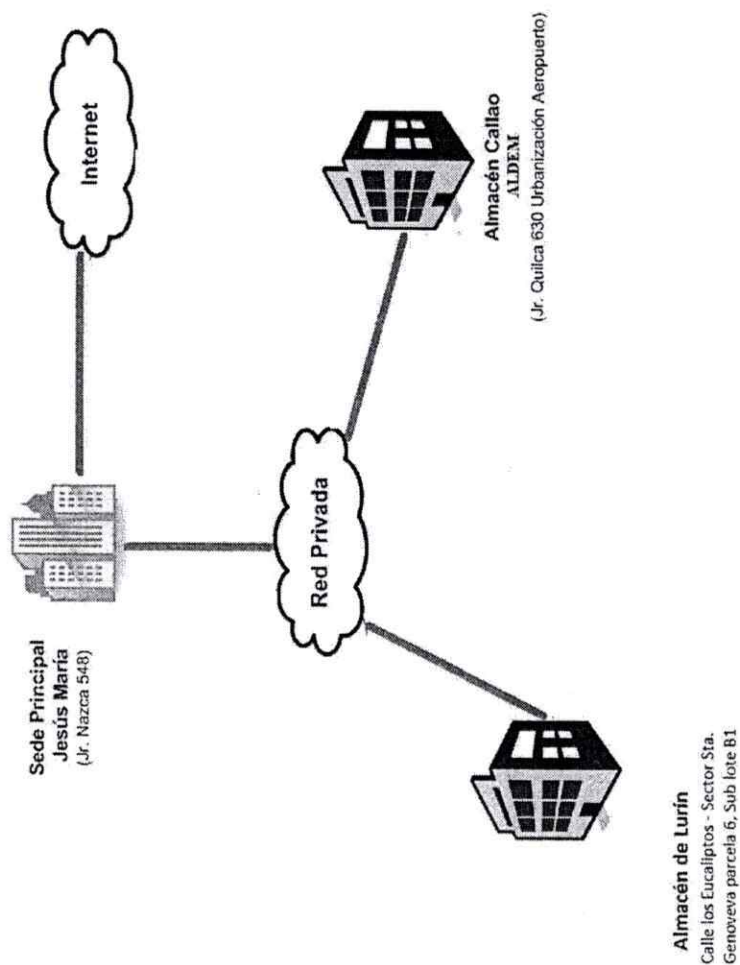 Sede Principal
Jesús María
(Jr. Nazca 548)
Internet
Red Privada
Almacén Callao
ALDEM
(Jr. Quilca 630 Urbanización Aeropuerto)
Almacén de Lurín
Calle los Eucaliptos - Sector Sta.
Genoveva parcela 6, Sub lote B1